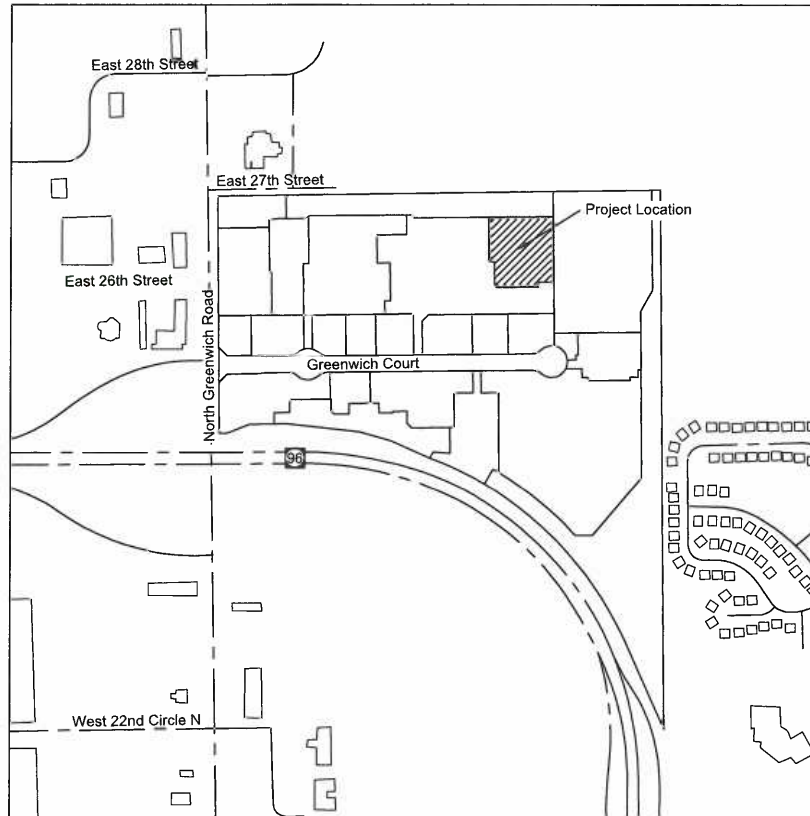 East 28th Street
East 27th Street
Project Location
East 26th Street
North Greenwich Road
Greenwich Court
96
West 22nd Circle N